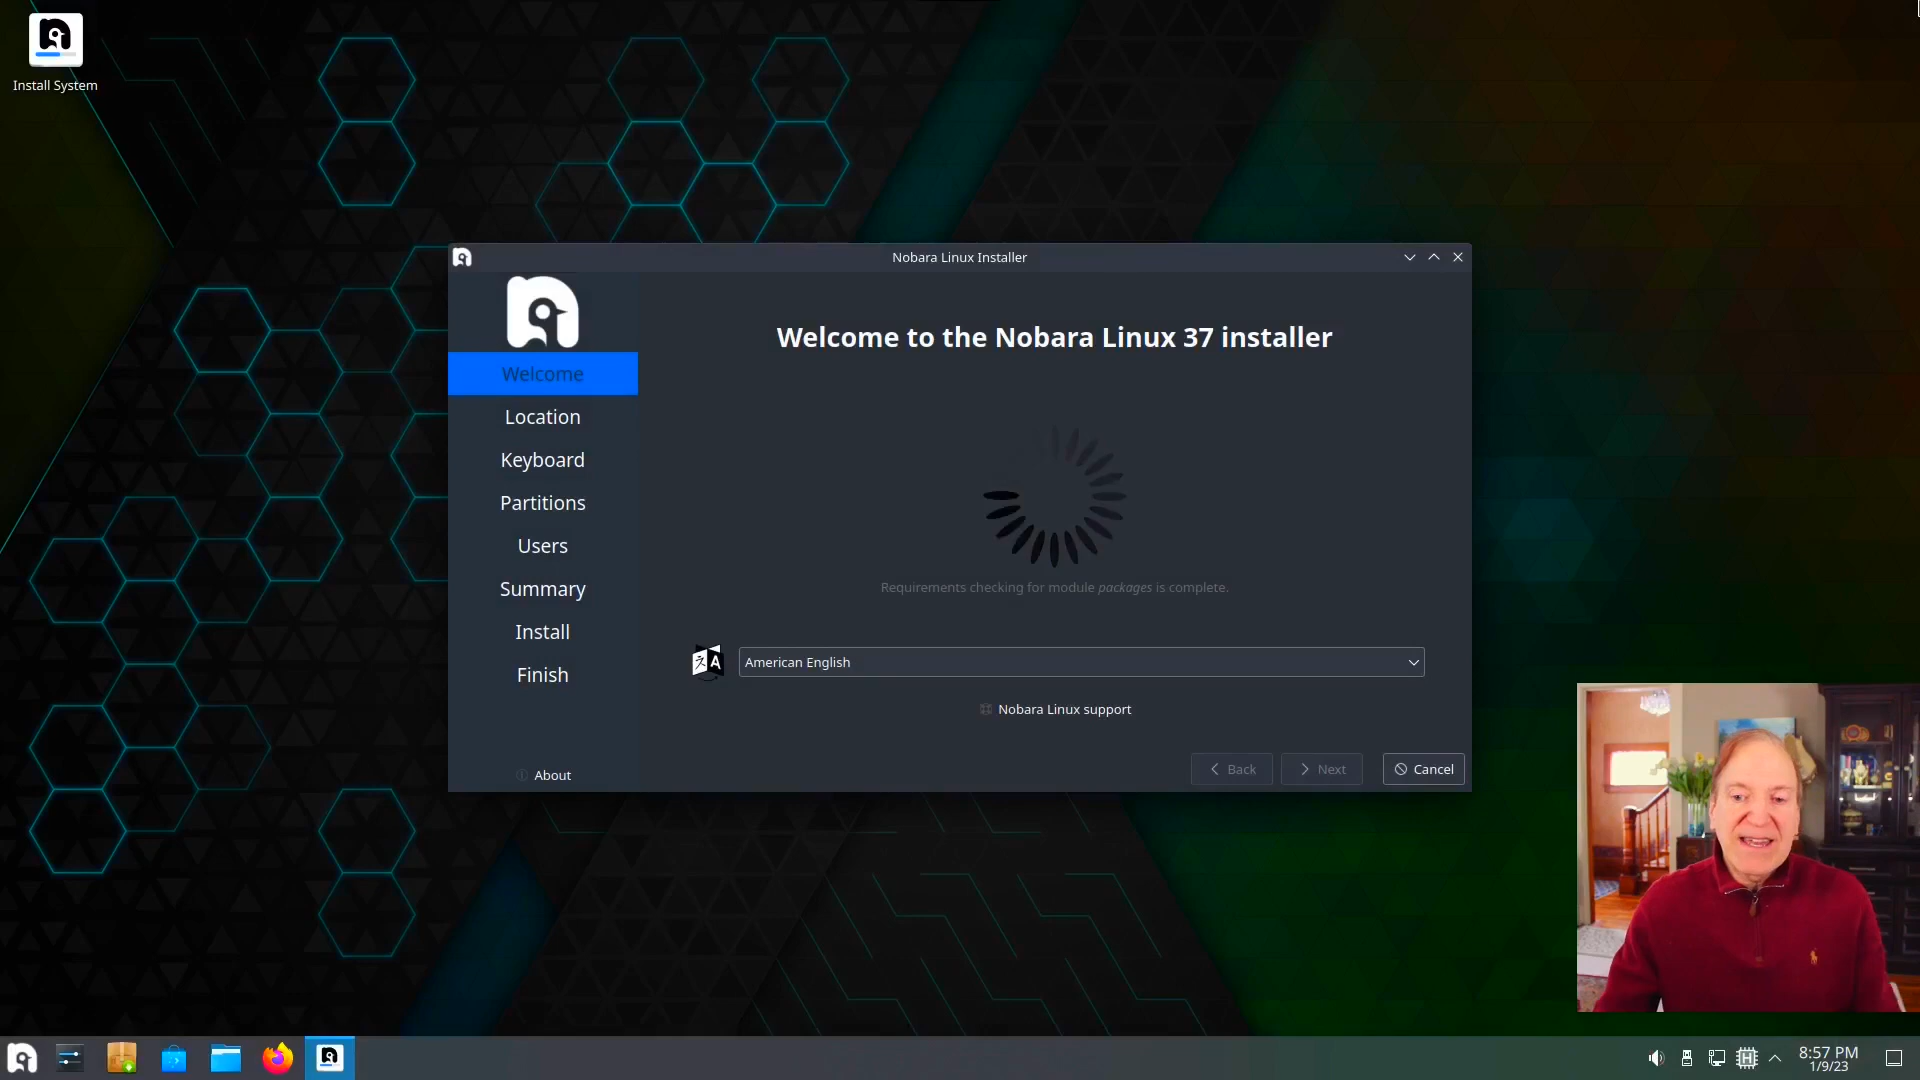 Install System
Nobara Linux Installer
Welcome to the Nobara Linux 37 installer
Welcome
Location
Keyboard
Partitions
Users
Summary
Install
Finish
About
Requirements checking for module packages is complete.
American English
Nobara Linux support
Back
Next
Cancel
8:57 PM
1/9/23